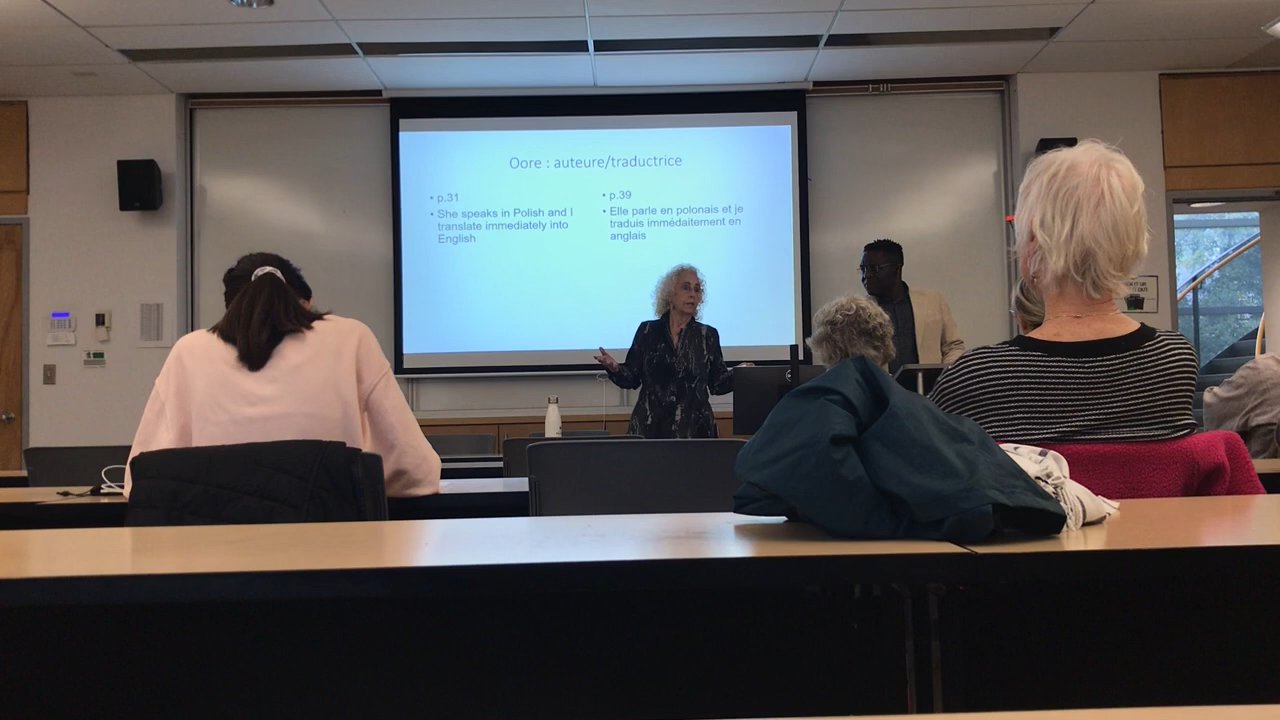 Oore : auteure/traductrice
• p.31
• She speaks in Polish and I
translate immediately into
English
• p.39
• Elle parle en polonais et je
traduis immédaitement en
anglais